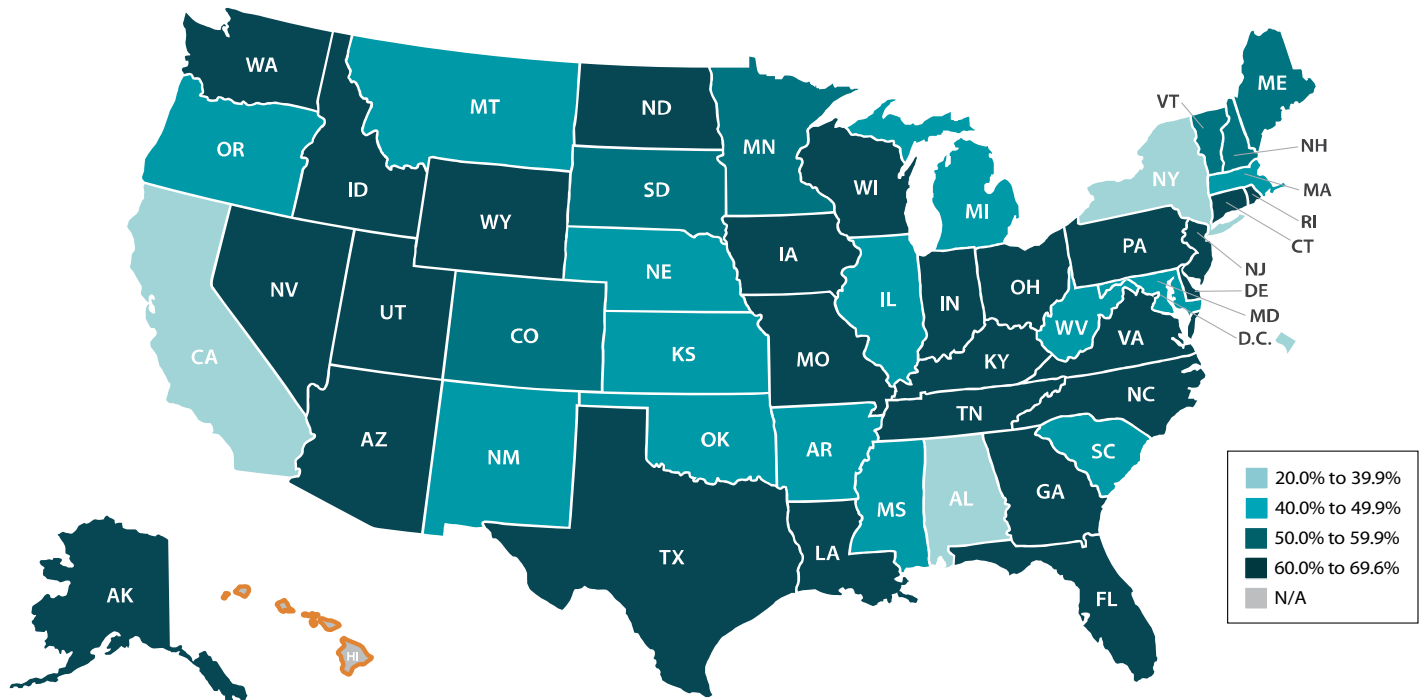 WA
MT
ND
MN
ME
VT
NH
OR
ID
SD
WI
NY
MA
MI
RI
WY
CT
IA
PA
NE
NJ
NV
OH
DE
IL
IN
UT
MD
CO
WV
D.C.
VA
CA
KS
MO
KY
NC
TN
AZ
OK
NM
AR
SC
GA
AL
MS
20.0% to 39.9%
40.0% to 49.9%
50.0% to 59.9%
60.0% to 69.6%
N/A
TX
LA
AK
FL
HI